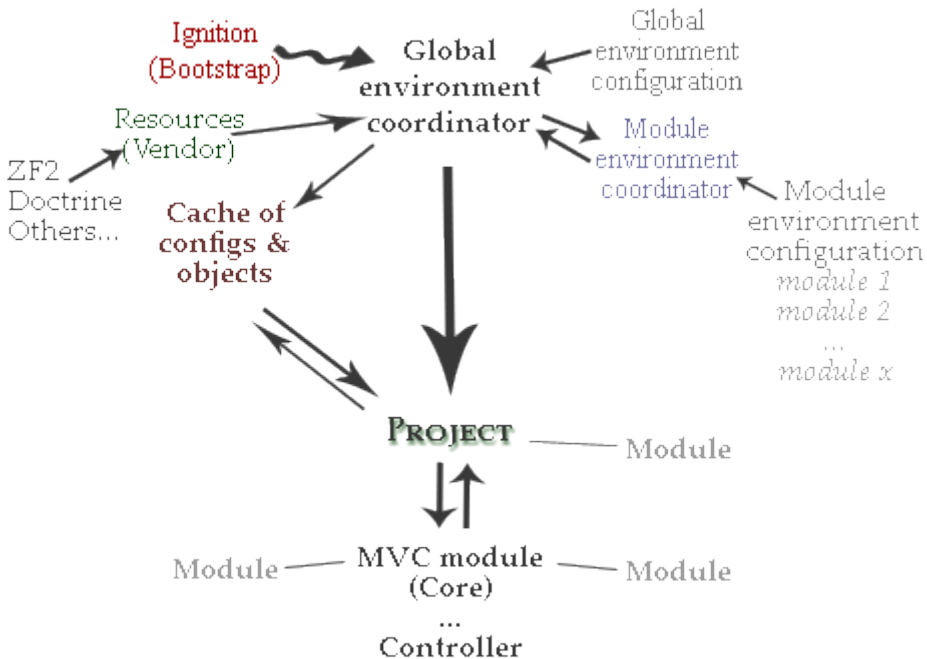 Ignition
(Bootstrap)
Global
environment
coordinator
Global
environment
configuration
Resources
(Vendor)
Module
environment
coordinator
ZF2
Doctrine
Others...
Cache of
configs &
objects
Module
environment
configuration
module 1
module 2
...
module x
PROJECT
Module
Module
MVC module
(Core)
...
Controller
Module